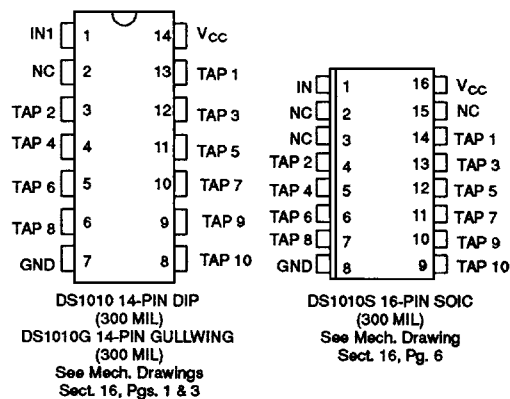 IN1 1 14 VCC
NC 2 13 TAP 1
TAP 2 3 12 TAP 3
TAP 4 4 11 TAP 5
TAP 6 5 10 TAP 7
TAP 8 6 9 TAP 9
GND 7 8 TAP 10
DS1010 14-PIN DIP
(300 MIL)
DS1010G 14-PIN GULLWING
(300 MIL)
See Mech. Drawings
Sect. 16, Pgs. 1 & 3
IN 1 16 VCC
NC 2 15 NC
NC 3 14 TAP 1
TAP 2 4 13 TAP 3
TAP 4 5 12 TAP 5
TAP 6 6 11 TAP 7
TAP 8 7 10 TAP 9
GND 8 9 TAP 10
DS1010S 16-PIN SOIC
(300 MIL)
See Mech. Drawing
Sect. 16, Pg. 6